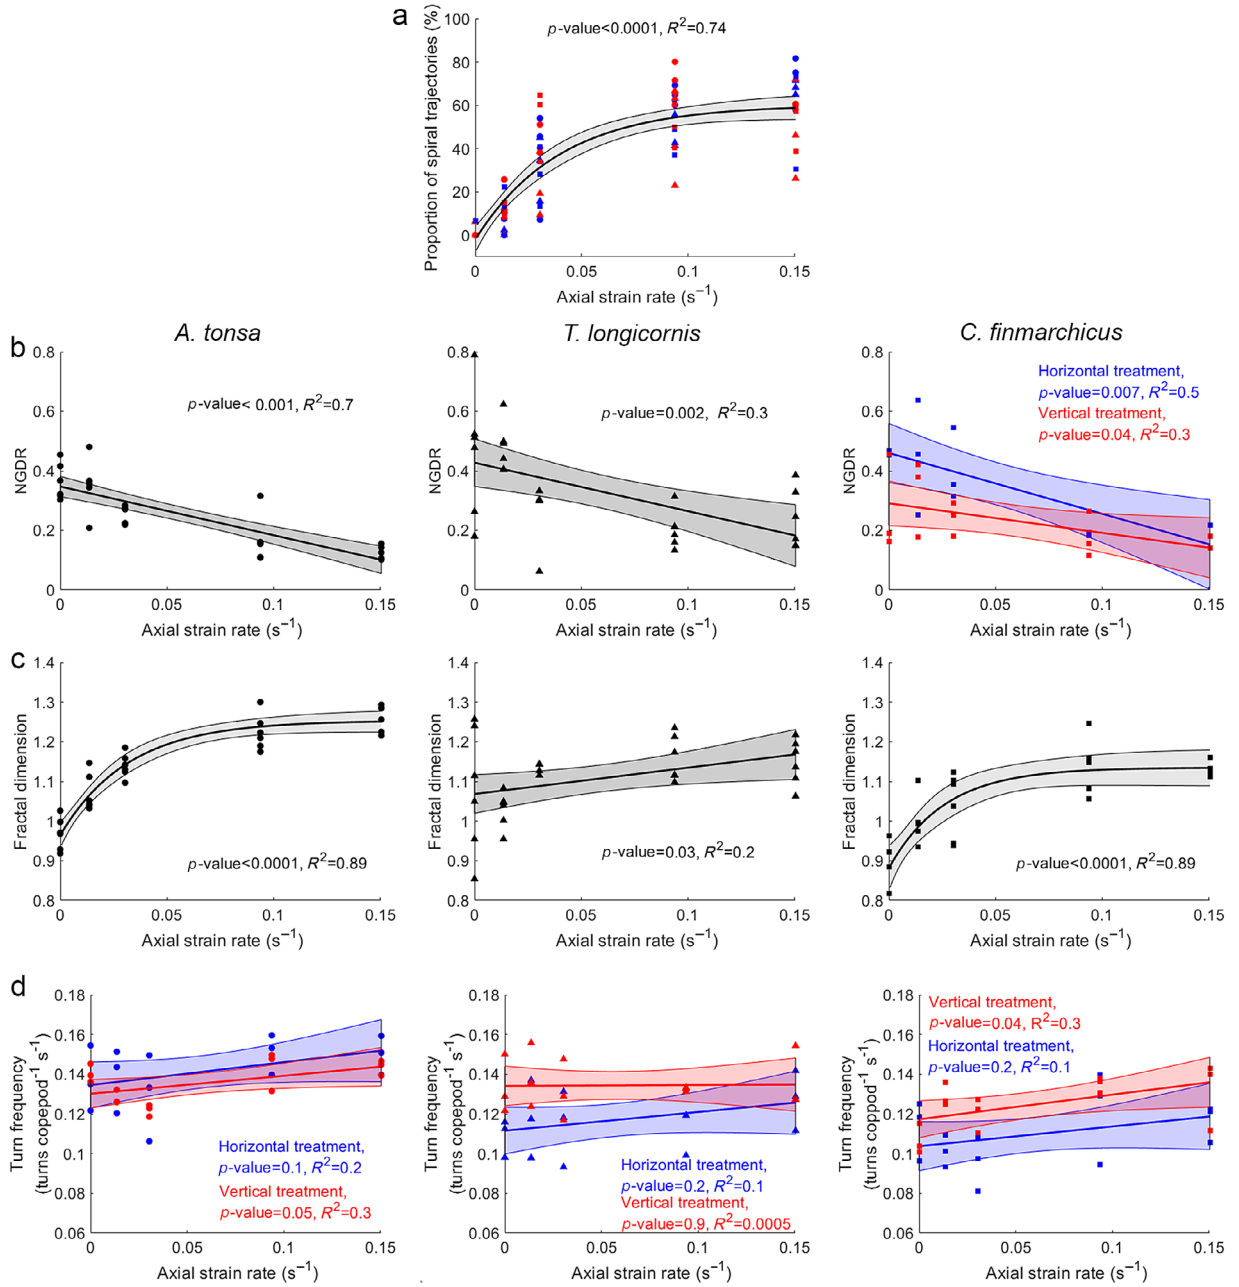 a
p-value<0.0001, R²=0.74
Proportion of spiral trajectories (%)
100
80
60
40
20
0
0 0.05 0.1 0.15
Axial strain rate (s⁻¹)
A. tonsa
T. longicornis
C. finmarchicus
b
NGDR
0.8
0.6
0.4
0.2
0
p-value< 0.001, R²=0.7
0 0.05 0.1 0.15
Axial strain rate (s⁻¹)
NGDR
0.8
0.6
0.4
0.2
0
p-value=0.002, R²=0.3
0 0.05 0.1 0.15
Axial strain rate (s⁻¹)
NGDR
0.8
0.6
0.4
0.2
0
Horizontal treatment,
p-value=0.007, R²=0.5
Vertical treatment,
p-value=0.04, R²=0.3
0 0.05 0.1 0.15
Axial strain rate (s⁻¹)
c
Fractal dimension
1.4
1.3
1.2
1.1
1
0.9
0.8
p-value<0.0001, R²=0.89
0 0.05 0.1 0.15
Axial strain rate (s⁻¹)
Fractal dimension
1.4
1.3
1.2
1.1
1
0.9
0.8
p-value=0.03, R²=0.2
0 0.05 0.1 0.15
Axial strain rate (s⁻¹)
Fractal dimension
1.4
1.3
1.2
1.1
1
0.9
0.8
p-value<0.0001, R²=0.89
0 0.05 0.1 0.15
Axial strain rate (s⁻¹)
d
Turn frequency
(turns copepod⁻¹ s⁻¹)
0.18
0.16
0.14
0.12
0.1
0.08
0.06
Horizontal treatment,
p-value=0.1, R²=0.2
Vertical treatment,
p-value=0.05, R²=0.3
0 0.05 0.1 0.15
Axial strain rate (s⁻¹)
Turn frequency
(turns coepod⁻¹ s⁻¹)
0.18
0.16
0.14
0.12
0.1
0.08
0.06
Horizontal treatment,
p-value=0.2, R²=0.1
Vertical treatment,
p-value=0.9, R²=0.0005
0 0.05 0.1 0.15
Axial strain rate (s⁻¹)
Turn frequency
(turns coppod⁻¹ s⁻¹)
0.18
0.16
0.14
0.12
0.1
0.08
0.06
Vertical treatment,
p-value=0.04, R²=0.3
Horizontal treatment,
p-value=0.2, R²=0.1
0 0.05 0.1 0.15
Axial strain rate (s⁻¹)